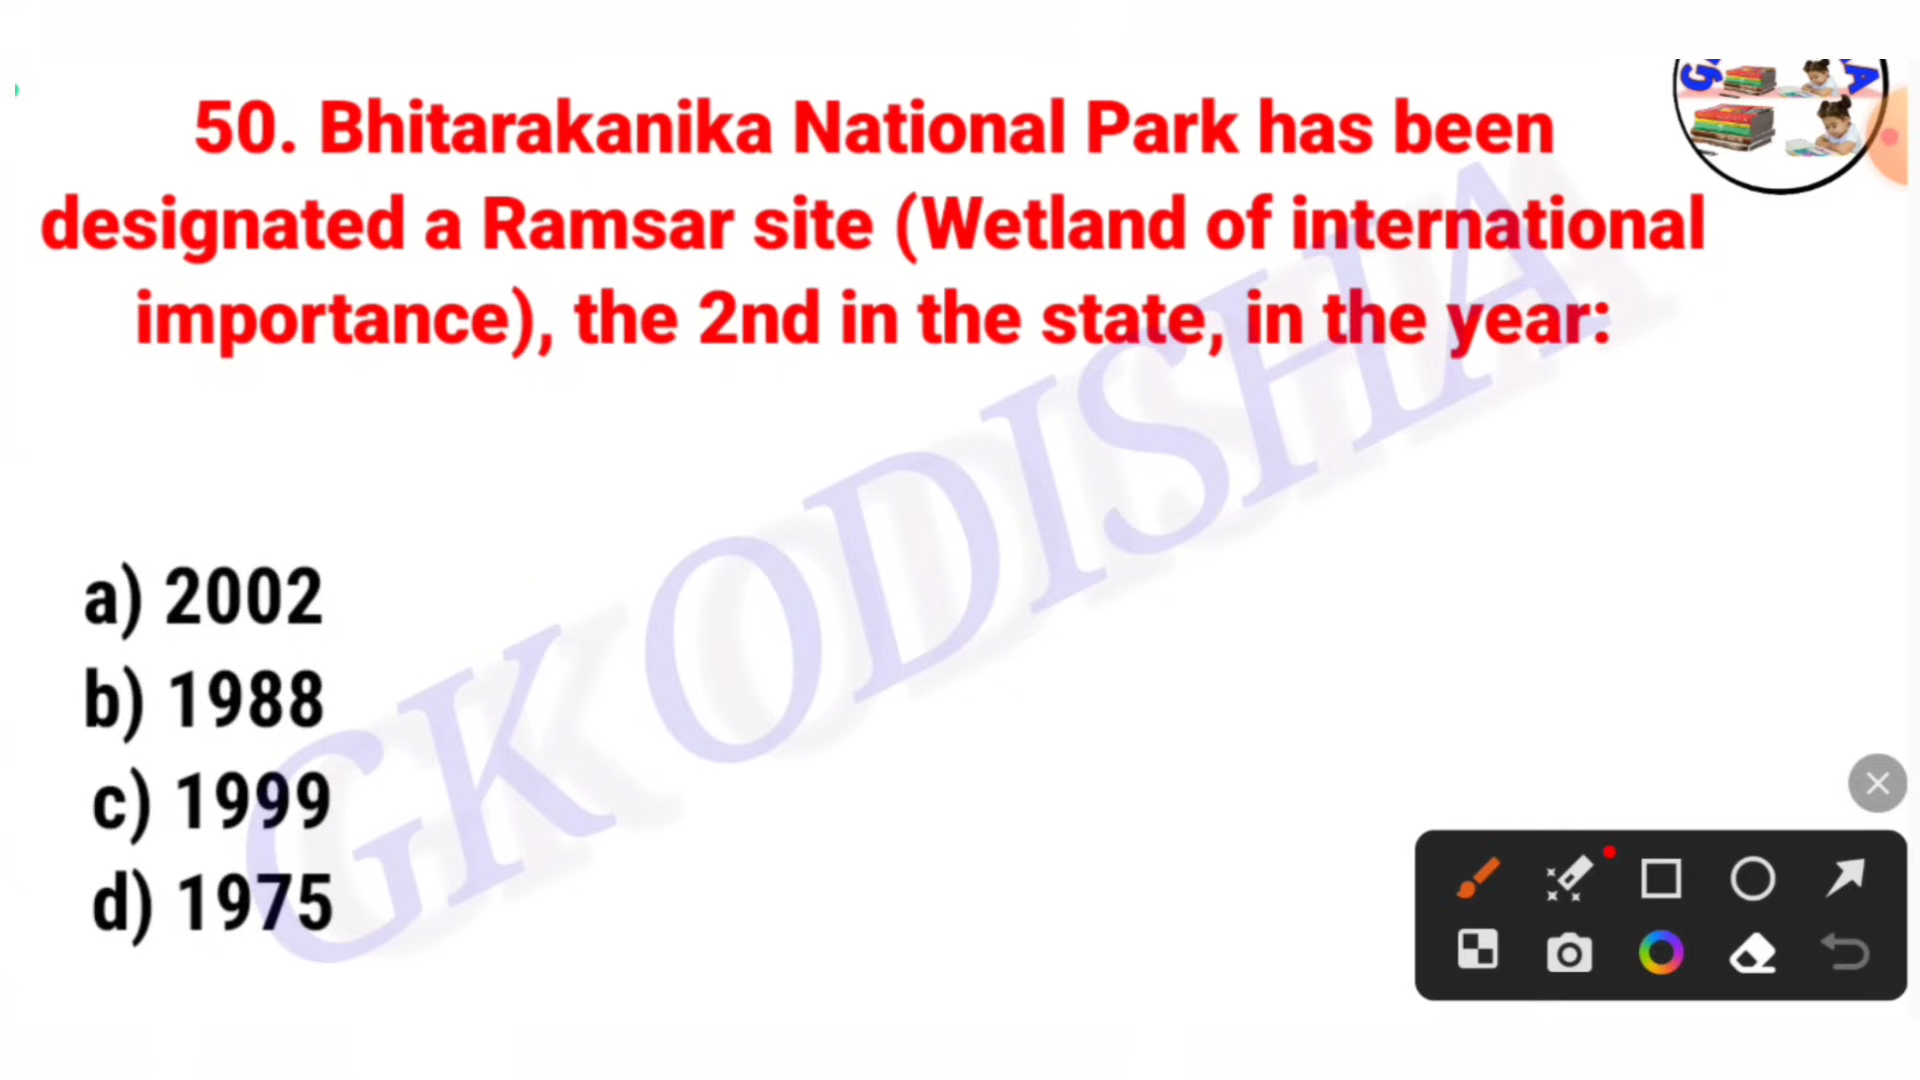 50. Bhitarakanika National Park has been
designated a Ramsar site (Wetland of international
importance), the 2nd in the state, in the year:
a) 2002
b) 1988
c) 1999
d) 1975
GK ODISHA
G A